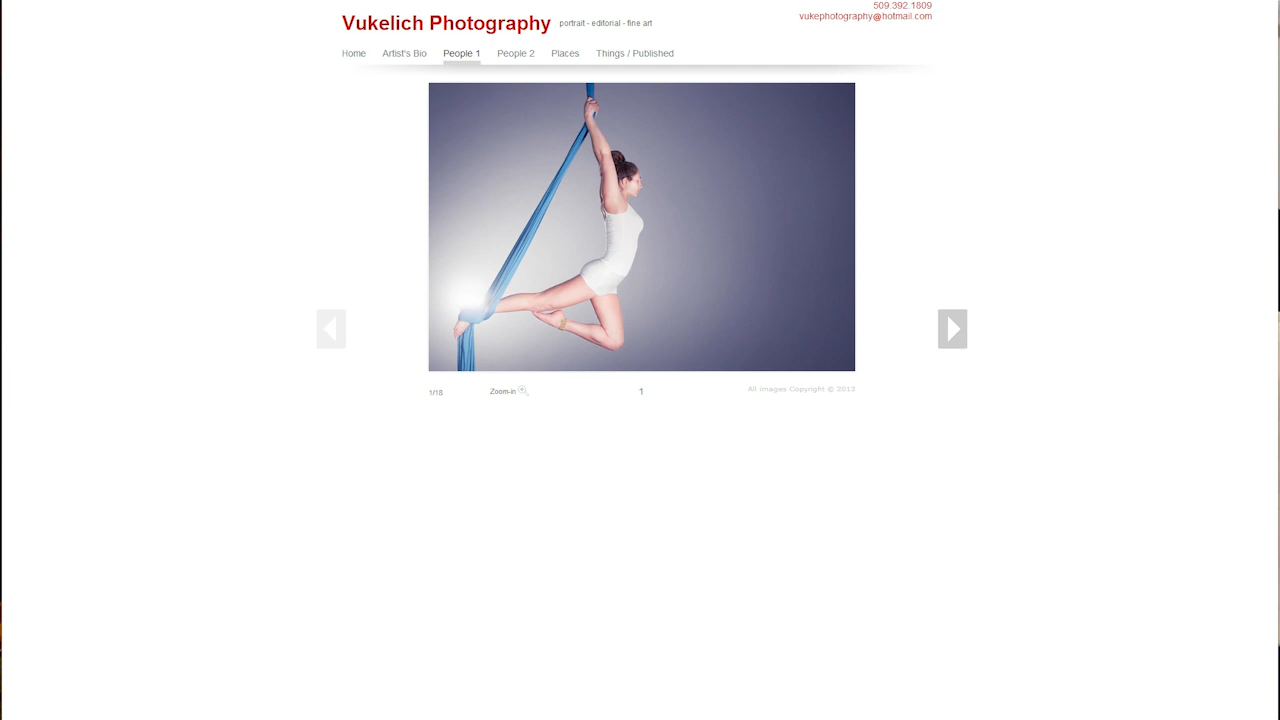 509.392.1809
Vukelich Photography portrait - editorial - fine art
vukephotography@hotmail.com
Home Artist's Bio People 1 People 2 Places Things / Published
1/18 Zoom-in 1 All images Copyright © 2013